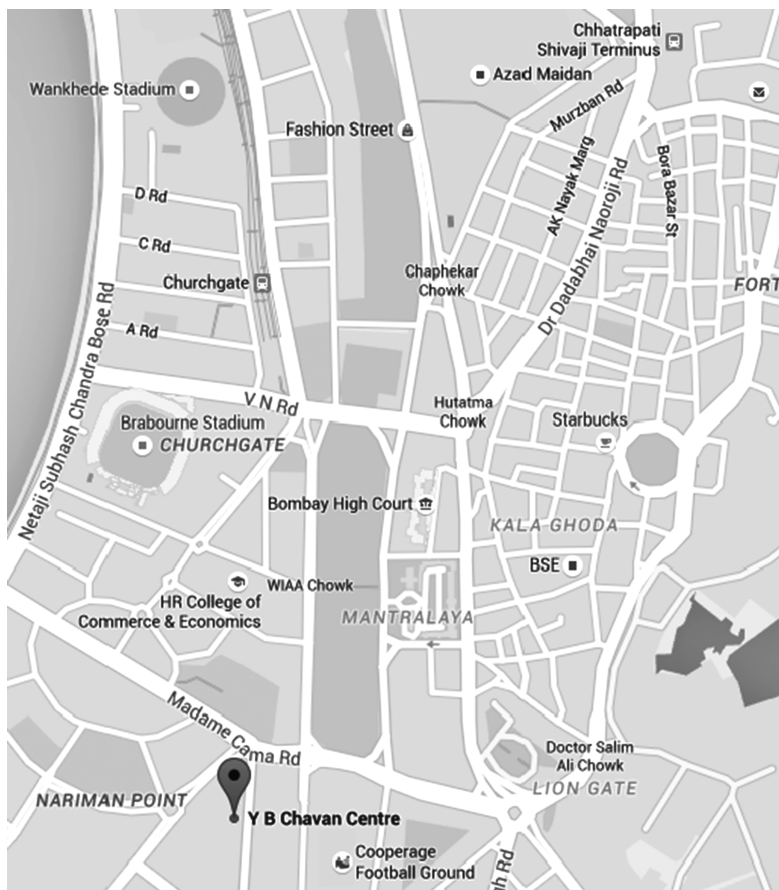 Chhatrapati
Shivaji Terminus
Azad Maidan
Wankhede Stadium
Murzban Rd
Fashion Street
AK Nayak Marg
Bora Bazar St
Dr Dadabhai Naoroji Rd
D Rd
C Rd
Churchgate
Chaphekar
Chowk
FORT
A Rd
Netaji Subhash Chandra Bose Rd
V N Rd
Hutatma
Chowk
Brabourne Stadium
CHURCHGATE
Starbucks
Bombay High Court
KALA GHODA
BSE
WIAA Chowk
HR College of
Commerce & Economics
MANTRALAYA
Madame Cama Rd
Doctor Salim
Ali Chowk
LION GATE
NARIMAN POINT
Y B Chavan Centre
Cooperage
Football Ground
Rd